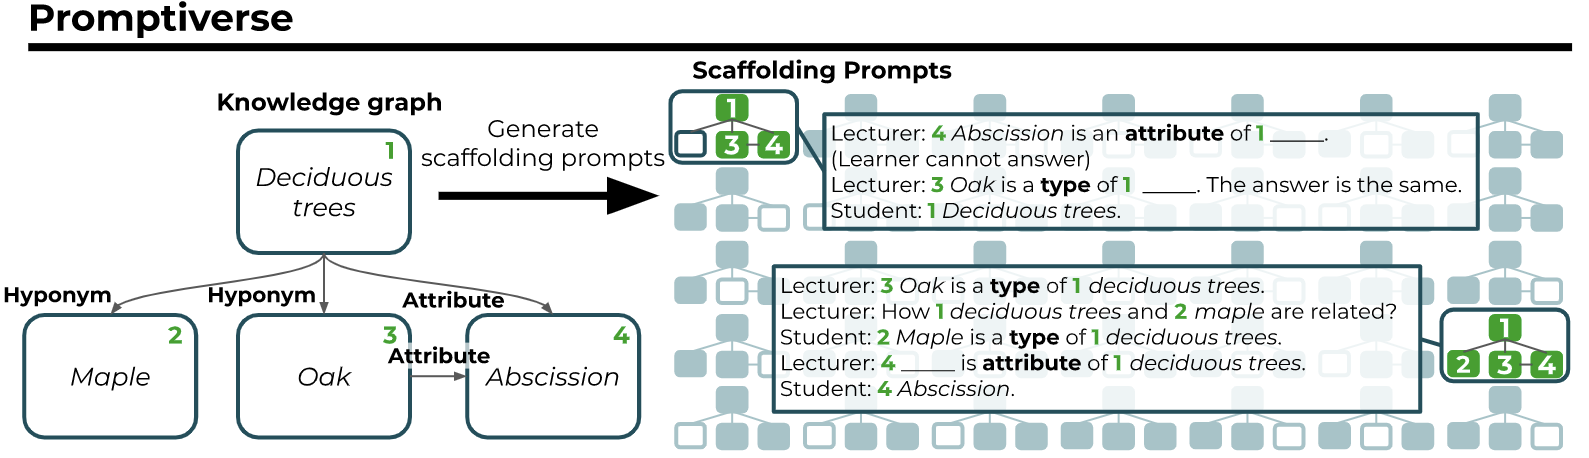 Promptiverse
Knowledge graph
1
Deciduous
trees
Hyponym
Hyponym
Attribute
2
Maple
3
Oak
Attribute
4
Abscission
Generate
scaffolding prompts
Scaffolding Prompts
1
3 4
Lecturer: 4 Abscission is an attribute of 1 _____.
(Learner cannot answer)
Lecturer: 3 Oak is a type of 1 _____. The answer is the same.
Student: 1 Deciduous trees.
Lecturer: 3 Oak is a type of 1 deciduous trees.
Lecturer: How 1 deciduous trees and 2 maple are related?
Student: 2 Maple is a type of 1 deciduous trees.
Lecturer: 4 _____ is attribute of 1 deciduous trees.
Student: 4 Abscission.
1
2 3 4